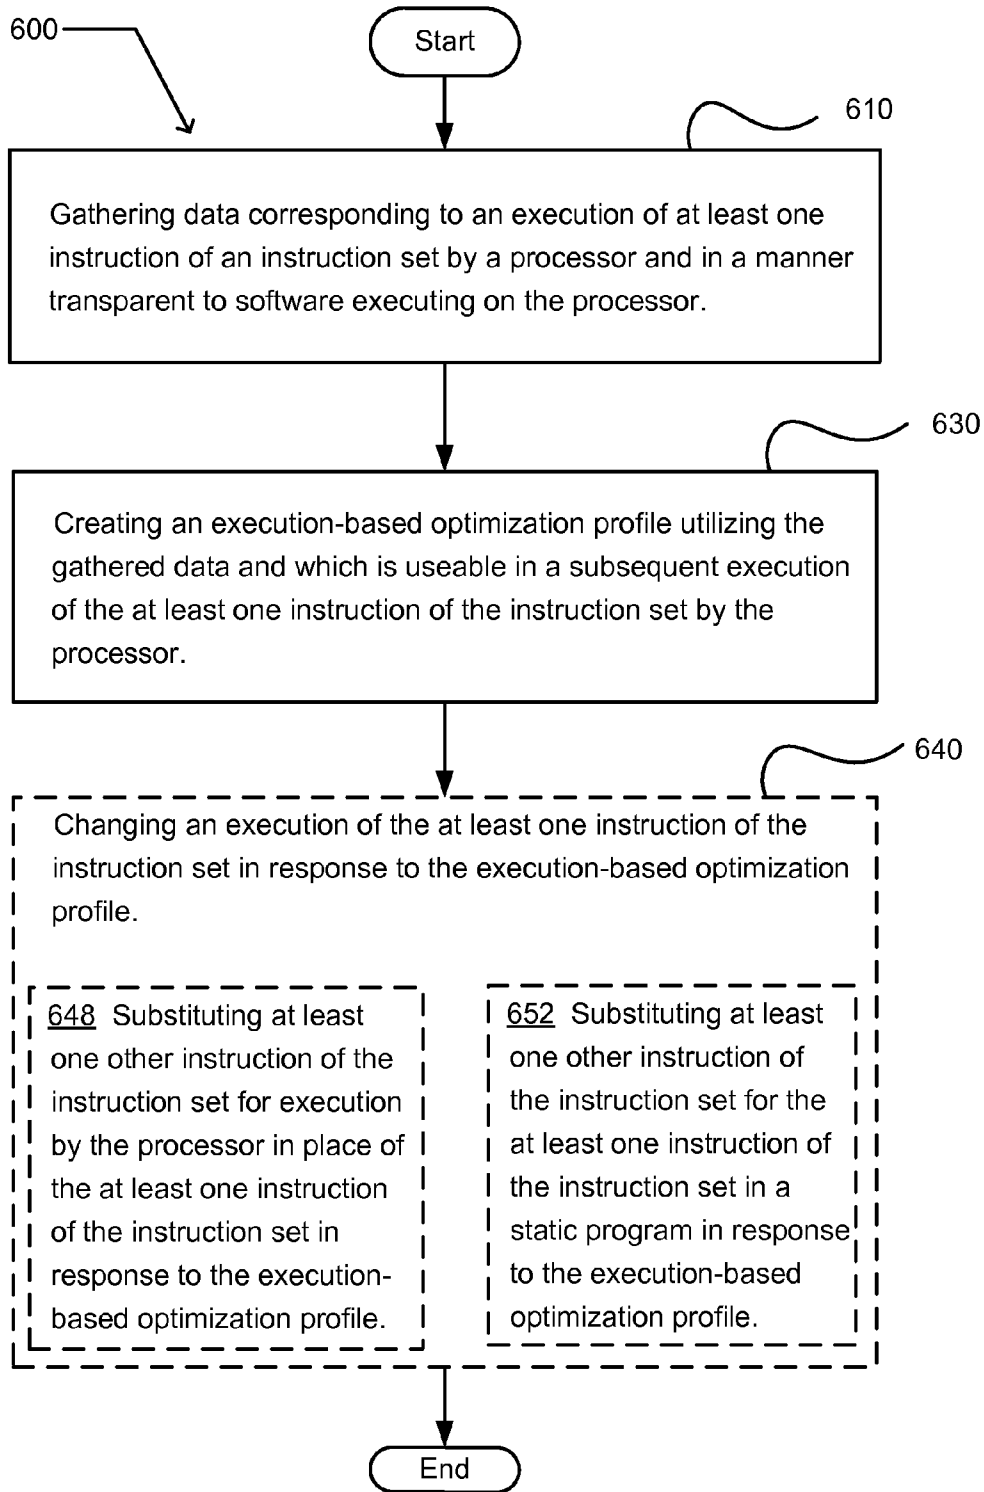 600
Start
610
Gathering data corresponding to an execution of at least one
instruction of an instruction set by a processor and in a manner
transparent to software executing on the processor.
630
Creating an execution-based optimization profile utilizing the
gathered data and which is useable in a subsequent execution
of the at least one instruction of the instruction set by the
processor.
640
Changing an execution of the at least one instruction of the
instruction set in response to the execution-based optimization
profile.
648 Substituting at least
one other instruction of the
instruction set for execution
by the processor in place of
the at least one instruction
of the instruction set in
response to the execution-
based optimization profile.
652 Substituting at least
one other instruction of
the instruction set for the
at least one instruction of
the instruction set in a
static program in response
to the execution-based
optimization profile.
End